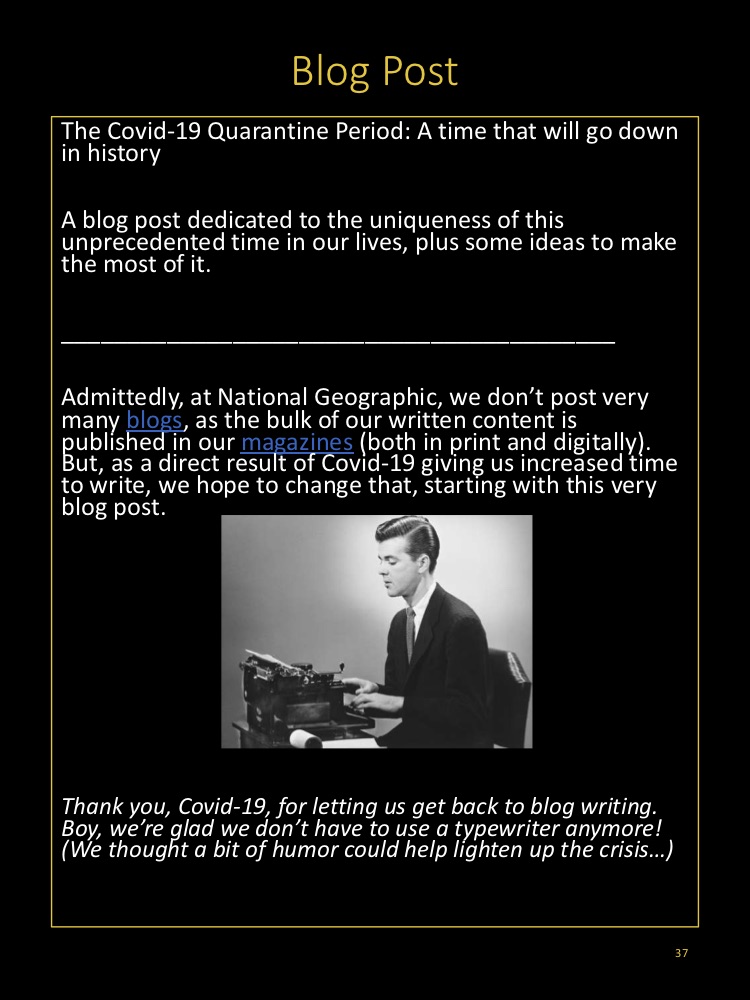 Blog Post
The Covid-19 Quarantine Period: A time that will go down
in history
A blog post dedicated to the uniqueness of this
unprecedented time in our lives, plus some ideas to make
the most of it.
Admittedly, at National Geographic, we don’t post very
many blogs, as the bulk of our written content is
published in our magazines (both in print and digitally).
But, as a direct result of Covid-19 giving us increased time
to write, we hope to change that, starting with this very
blog post.
Thank you, Covid-19, for letting us get back to blog writing.
Boy, we’re glad we don’t have to use a typewriter anymore!
(We thought a bit of humor could help lighten up the crisis…)
37